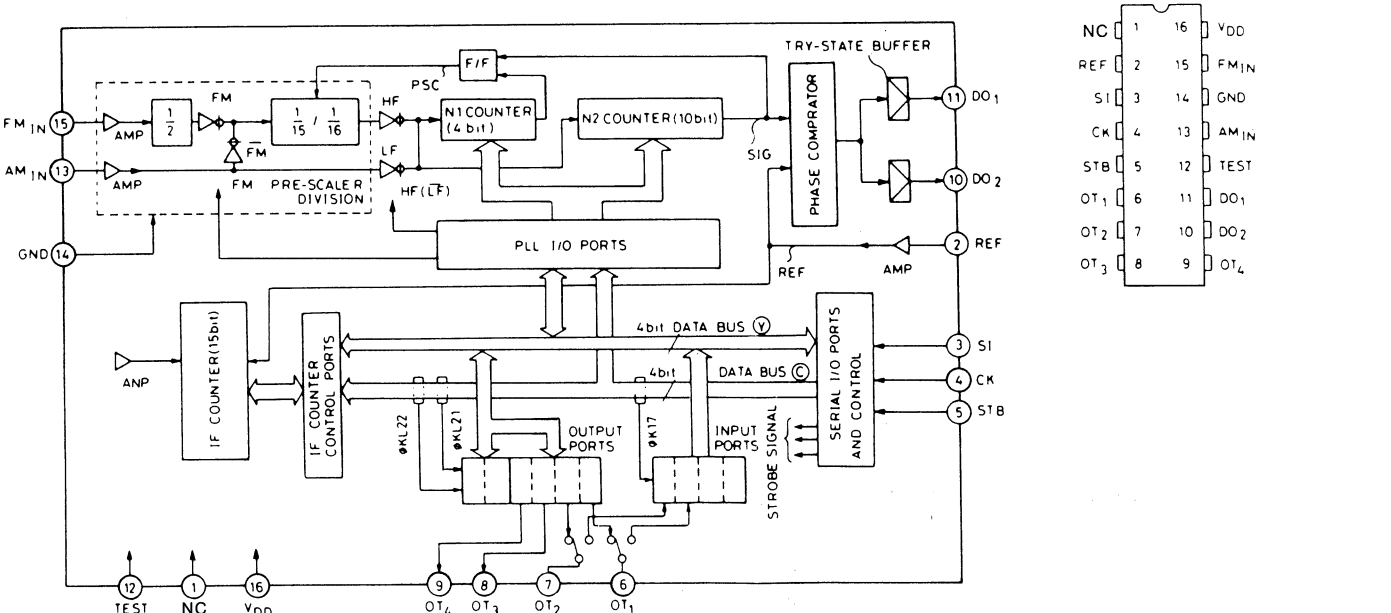 TRY-STATE BUFFER
F/F
PSC
FM
HF
FM IN 15
AMP
1/2
1/15 / 1/16
N1 COUNTER
(4bit)
N2 COUNTER(10bit)
PHASE COMPRATOR
11 DO1
FM
LF
SIG
AM IN 13
AMP
FM
PRE-SCALER
DIVISION
HF(LF)
10 DO2
GND 14
PLL I/O PORTS
REF
AMP
2 REF
IF COUNTER(15bit)
ANP
IF COUNTER
CONTROL PORTS
4bit DATA BUS Y
4bit DATA BUS C
SERIAL I/O PORTS
AND CONTROL
3 SI
4 CK
5 STB
øKL22
øKL21
OUTPUT
PORTS
øK17
INPUT
PORTS
STROBE SIGNAL
12
TEST
1
NC
16
VDD
9
OT4
8
OT3
7
OT2
6
OT1
NC 1 16 VDD
REF 2 15 FMIN
SI 3 14 GND
CK 4 13 AMIN
STB 5 12 TEST
OT1 6 11 DO1
OT2 7 10 DO2
OT3 8 9 OT4